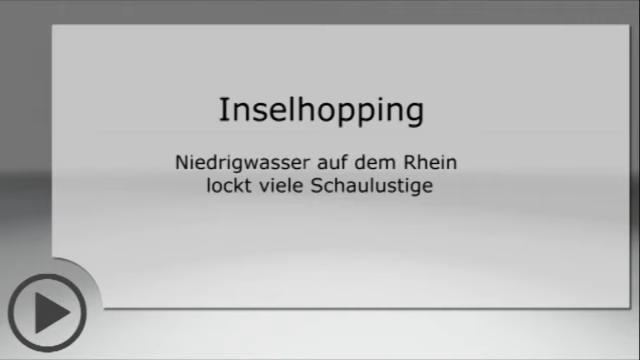 Inselhopping
Niedrigwasser auf dem Rhein
lockt viele Schaulustige